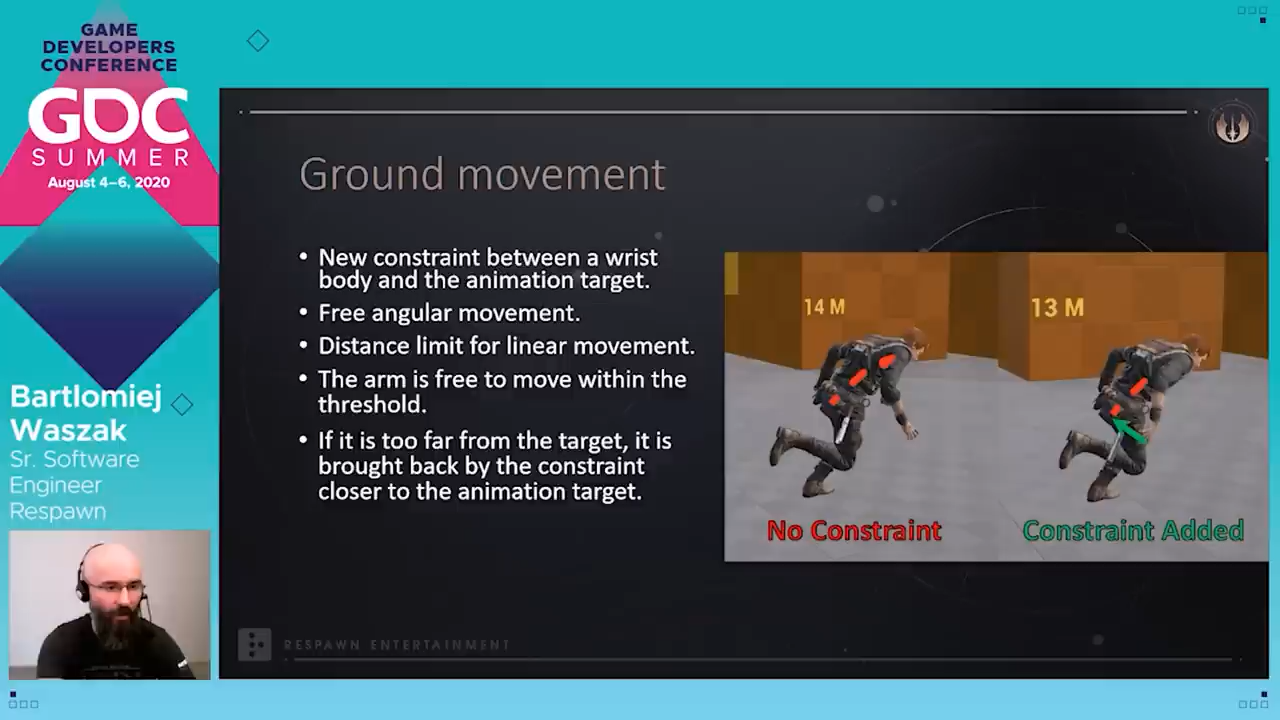 GAME
DEVELOPERS
CONFERENCE
GDC
SUMMER
August 4–6, 2020
Bartlomiej
Waszak
Sr. Software
Engineer
Respawn
Ground movement
• New constraint between a wrist
body and the animation target.
• Free angular movement.
• Distance limit for linear movement.
• The arm is free to move within the
threshold.
• If it is too far from the target, it is
brought back by the constraint
closer to the animation target.
14 M
13 M
No Constraint
Constraint Added
RESPAWN ENTERTAINMENT